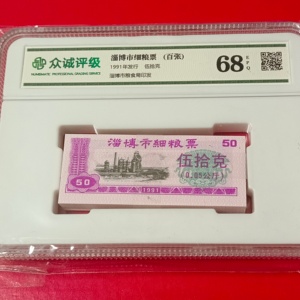 众诚评级
淄博市细粮票 (百张)
1991年发行 伍拾克
淄博市粮食局印发
68
EPQ
淄博市細粮票
50
伍拾克
50
1991